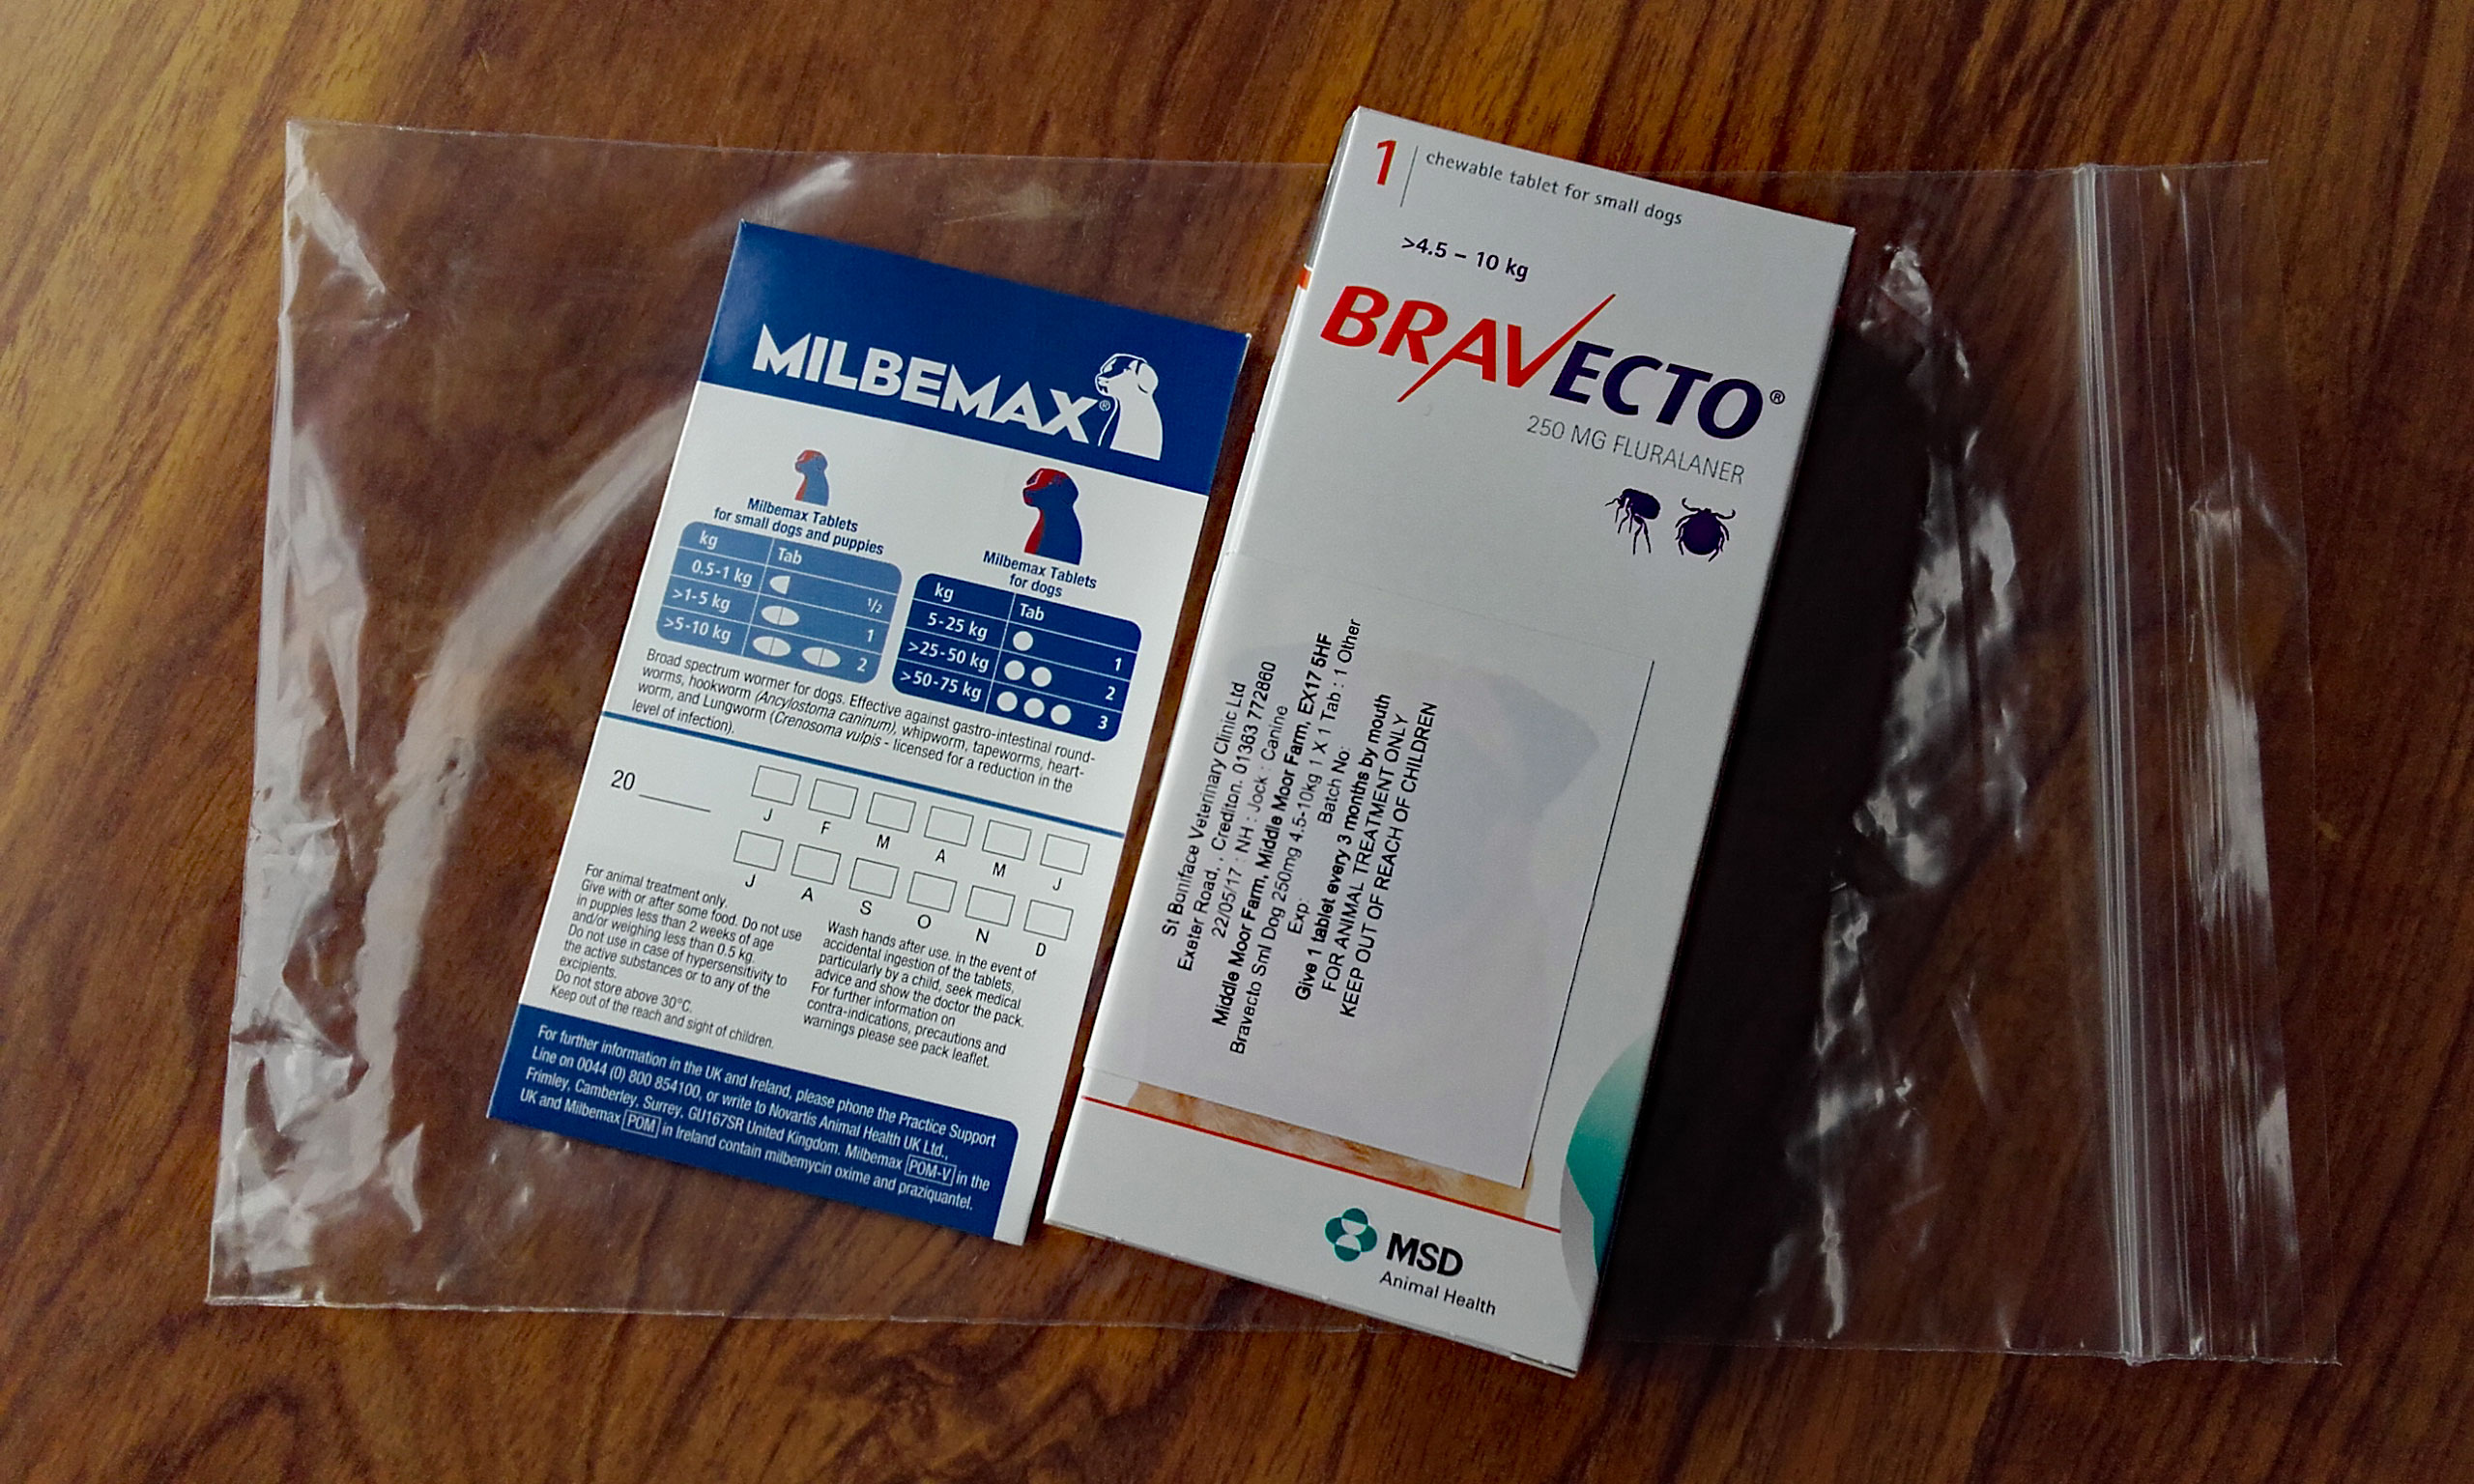 MILBEMAX®
Milbemax Tablets
for small dogs and puppies
kg Tab
0.5-1 kg 1/2
>1-5 kg 1
>5-10 kg 2
Milbemax Tablets
for dogs
kg Tab
5-25 kg 1
>25-50 kg 2
>50-75 kg 3
Broad spectrum wormer for dogs. Effective against gastro-intestinal round-
worms, hookworm (Ancylostoma caninum), whipworm, tapeworms, heart-
worm, and Lungworm (Crenosoma vulpis - licensed for a reduction in the
level of infection).
20 ____
J F M A M J
J A S O N D
For animal treatment only.
Give with or after some food. Do not use
in puppies less than 2 weeks of age
and/or weighing less than 0.5 kg.
Do not use in case of hypersensitivity to
the active substances or to any of the
excipients.
Do not store above 30°C.
Keep out of the reach and sight of children.
Wash hands after use. In the event of
accidental ingestion of the tablets,
particularly by a child, seek medical
advice and show the doctor the pack.
For further information on
contra-indications, precautions and
warnings please see pack leaflet.
For further information in the UK and Ireland, please phone the Practice Support
Line on 0044 (0) 800 854100, or write to Novartis Animal Health UK Ltd.,
Frimley, Camberley, Surrey, GU167SR United Kingdom. Milbemax POM-V in the
UK and Milbemax POM in Ireland contain milbemycin oxime and praziquantel.
1 chewable tablet for small dogs
>4.5 – 10 kg
BRAVECTO®
250 MG FLURALANER
St Boniface Veterinary Clinic Ltd
Exeter Road, , Crediton. 01363 772860
22/05/17 : NH : Jock : Canine
Middle Moor Farm, Middle Moor Farm, EX17 5HF
Bravecto Sml Dog 250mg 4.5-10kg 1 X 1 Tab : 1 Other
Exp: Batch No:
Give 1 tablet every 3 months by mouth
FOR ANIMAL TREATMENT ONLY
KEEP OUT OF REACH OF CHILDREN
MSD
Animal Health